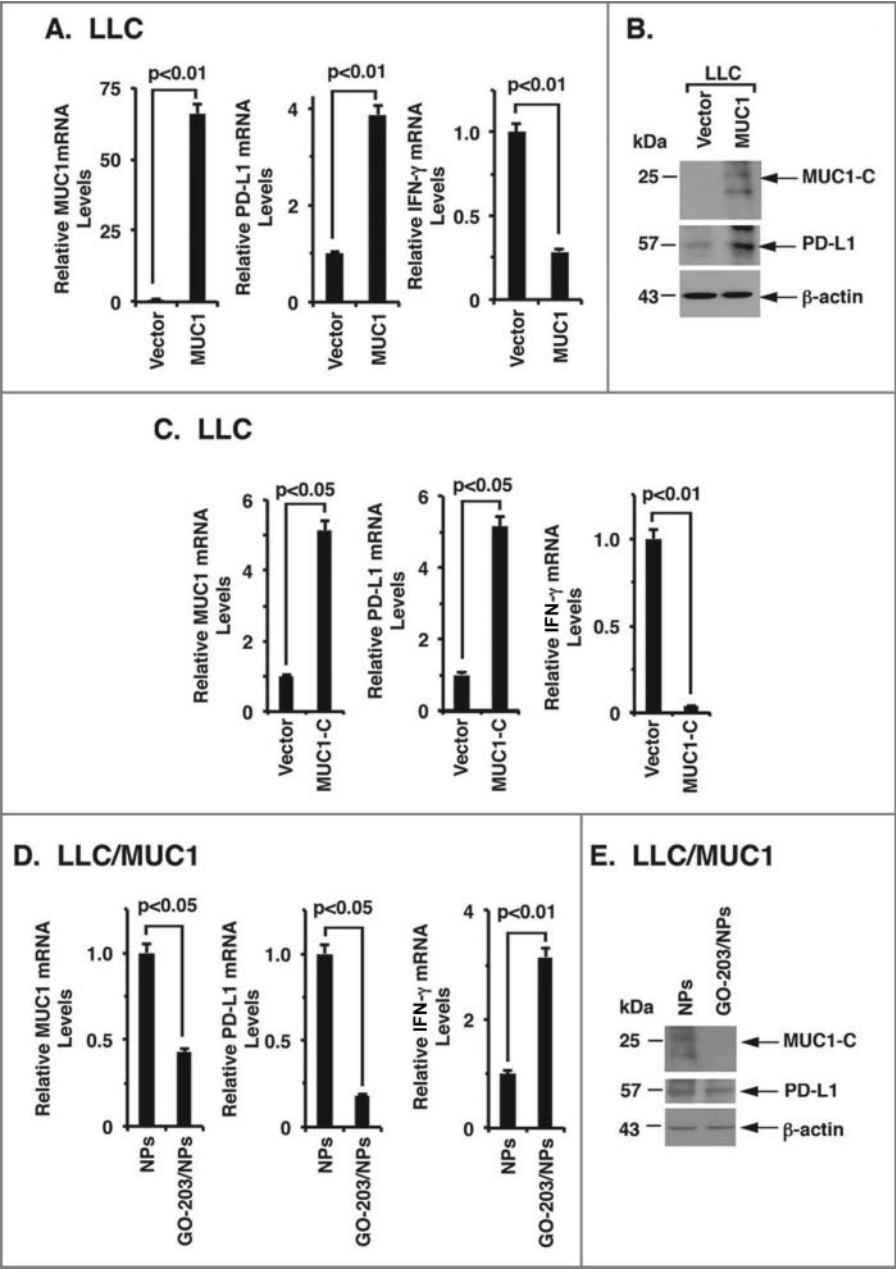 A. LLC
p<0.01
Relative MUC1mRNA
Levels
75
50
25
0
Vector
MUC1
p<0.01
Relative PD-L1 mRNA
Levels
4
2
0
Vector
MUC1
p<0.01
Relative IFN-γ mRNA
Levels
1.0
0.5
0
Vector
MUC1
B.
LLC
Vector
MUC1
kDa
25
MUC1-C
57
PD-L1
43
β-actin
C. LLC
p<0.05
Relative MUC1 mRNA
Levels
6
4
2
0
Vector
MUC1-C
p<0.05
Relative PD-L1 mRNA
Levels
6
4
2
0
Vector
MUC1-C
p<0.01
Relative IFN-γ mRNA
Levels
1.0
0.5
0
Vector
MUC1-C
D. LLC/MUC1
p<0.05
Relative MUC1 mRNA
Levels
1.0
0.5
0
NPs
GO-203/NPs
p<0.05
Relative PD-L1 mRNA
Levels
1.0
0.5
0
NPs
GO-203/NPs
p<0.01
Relative IFN-γ mRNA
Levels
4
2
0
NPs
GO-203/NPs
E. LLC/MUC1
NPs
GO-203/NPs
kDa
25
MUC1-C
57
PD-L1
43
β-actin